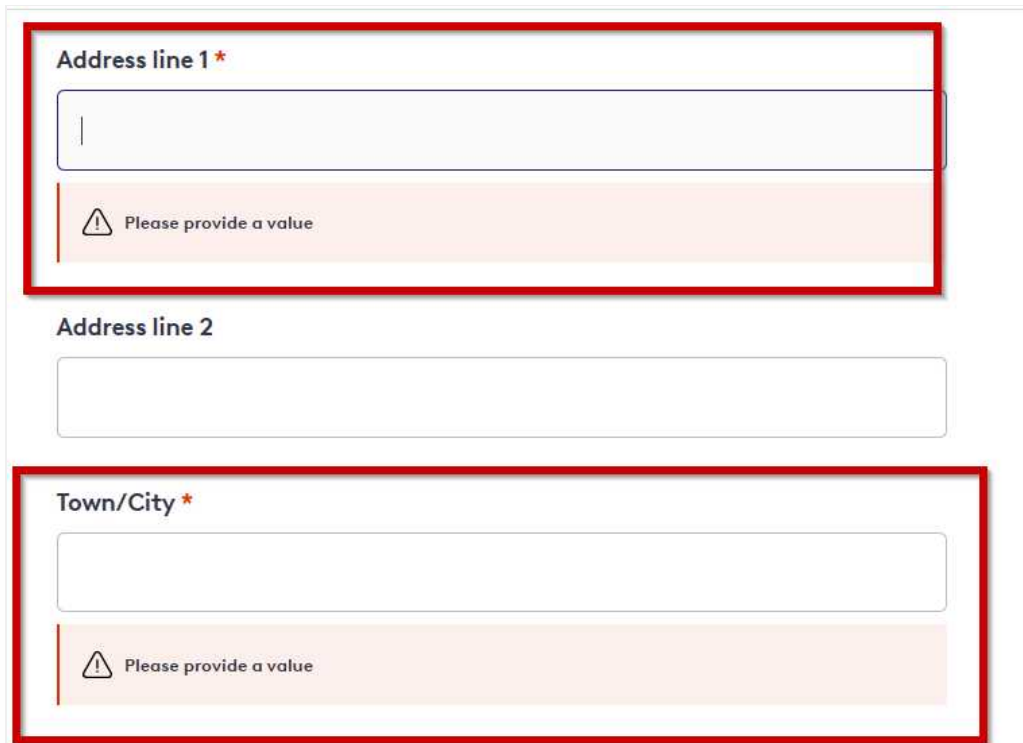 Address line 1 *
Please provide a value
Address line 2
Town/City *
Please provide a value